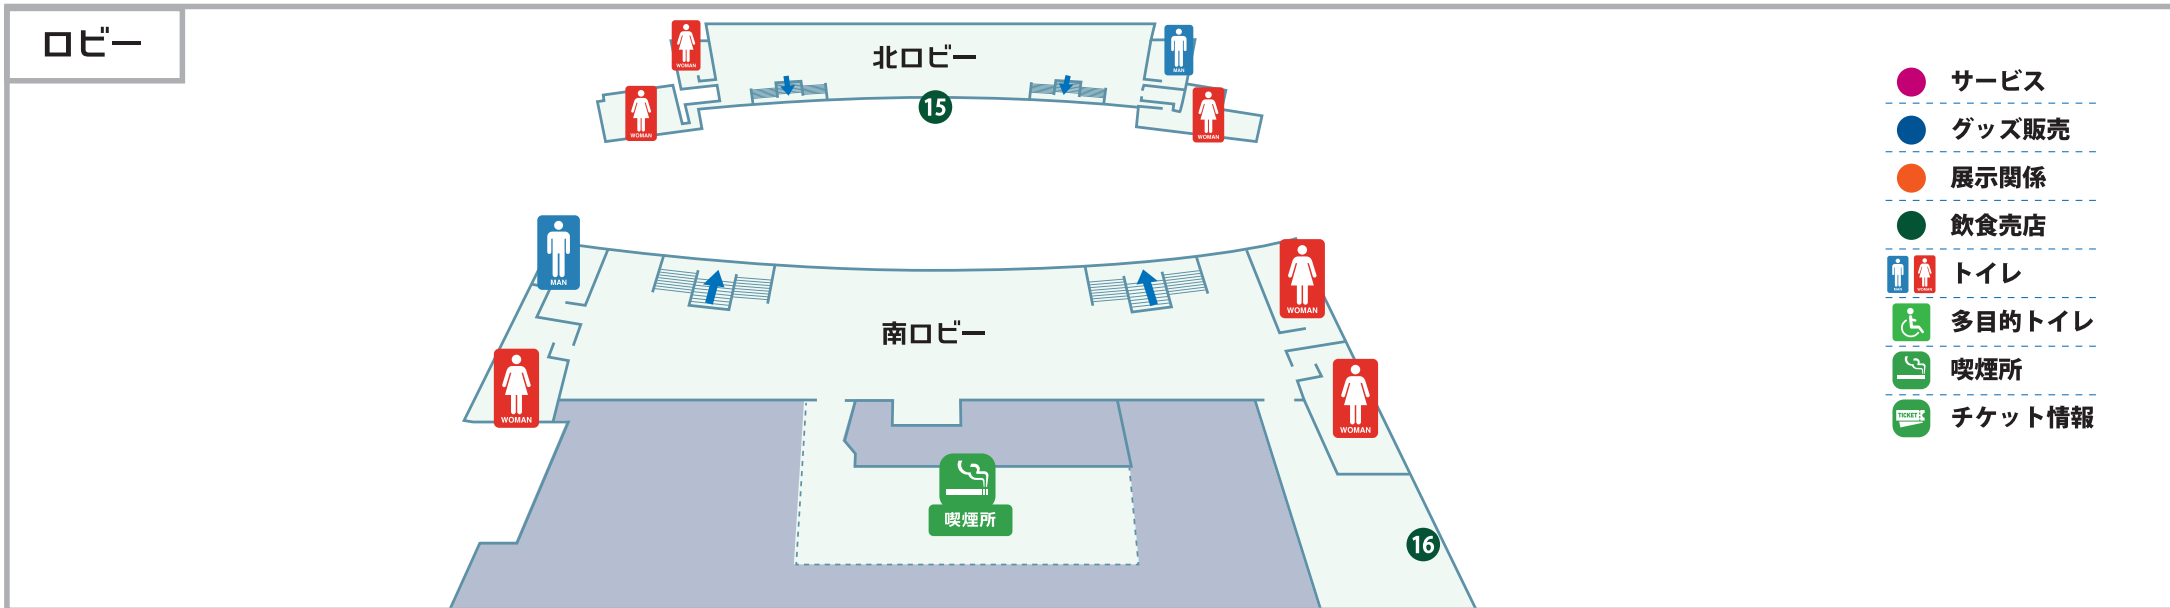 ロビー
WOMAN
MAN
北ロビー
WOMAN
15
WOMAN
MAN
WOMAN
南ロビー
WOMAN
WOMAN
喫煙所
16
サービス
グッズ販売
展示関係
飲食売店
MAN WOMAN トイレ
多目的トイレ
喫煙所
TICKET チケット情報